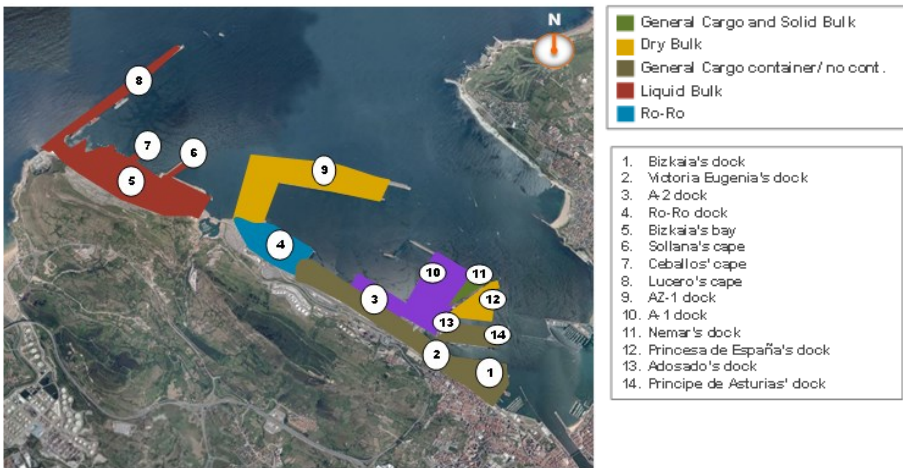 N
8
7
6
5
9
4
10
11
12
3
13
14
2
1
General Cargo and Solid Bulk
Dry Bulk
General Cargo container/ no cont.
Liquid Bulk
Ro-Ro
1. Bizkaia's dock
2. Victoria Eugenia's dock
3. A-2 dock
4. Ro-Ro dock
5. Bizkaia's bay
6. Sollana's cape
7. Ceballos' cape
8. Lucero's cape
9. AZ-1 dock
10. A-1 dock
11. Nemar's dock
12. Princesa de España's dock
13. Adosado's dock
14. Principe de Asturias' dock